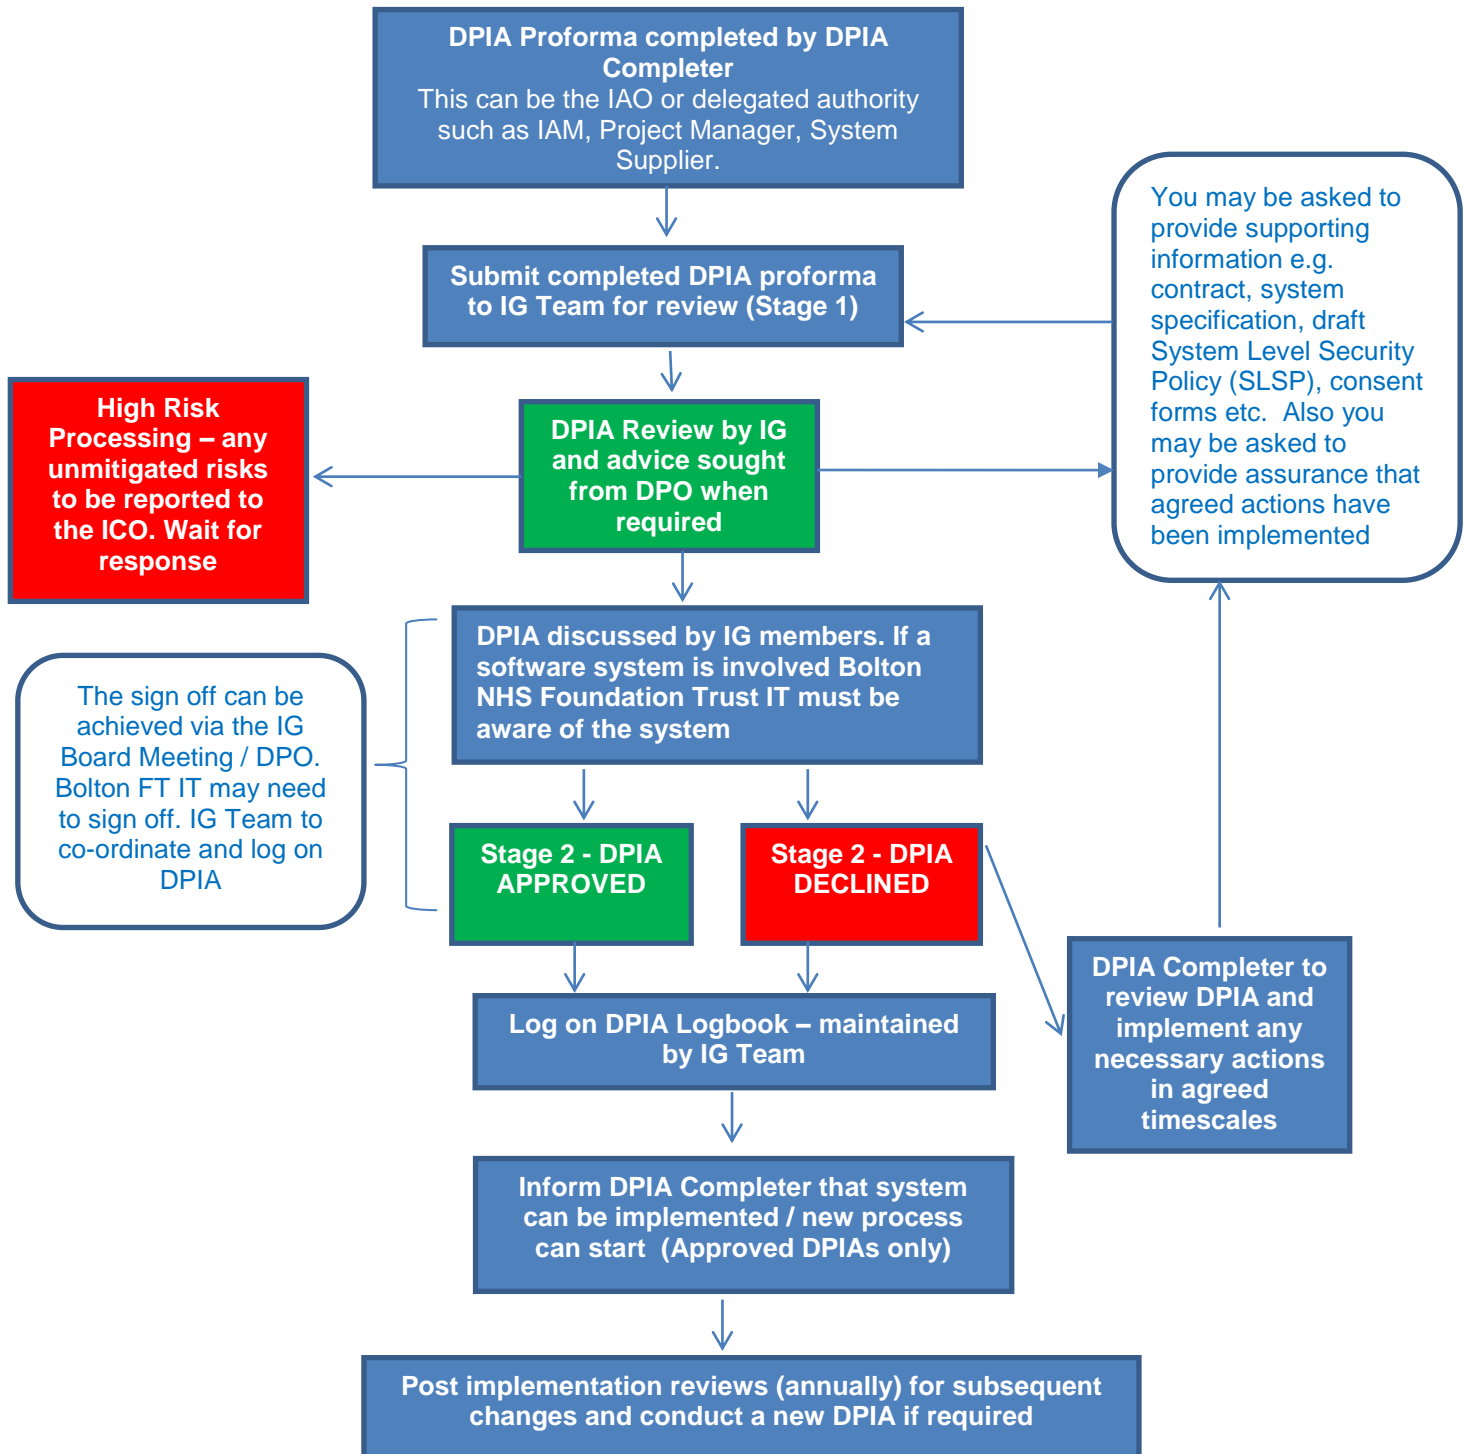 DPIA Proforma completed by DPIA
Completer
This can be the IAO or delegated authority
such as IAM, Project Manager, System
Supplier.
You may be asked to
provide supporting
information e.g.
contract, system
specification, draft
System Level Security
Policy (SLSP), consent
forms etc.  Also you
may be asked to
provide assurance that
agreed actions have
been implemented
Submit completed DPIA proforma
to IG Team for review (Stage 1)
High Risk
Processing – any
unmitigated risks
to be reported to
the ICO. Wait for
response
DPIA Review by IG
and advice sought
from DPO when
required
DPIA discussed by IG members. If a
software system is involved Bolton
NHS Foundation Trust IT must be
aware of the system
The sign off can be
achieved via the IG
Board Meeting / DPO.
Bolton FT IT may need
to sign off. IG Team to
co-ordinate and log on
DPIA
Stage 2 - DPIA
APPROVED
Stage 2 - DPIA
DECLINED
DPIA Completer to
review DPIA and
implement any
necessary actions
in agreed
timescales
Log on DPIA Logbook – maintained
by IG Team
Inform DPIA Completer that system
can be implemented / new process
can start  (Approved DPIAs only)
Post implementation reviews (annually) for subsequent
changes and conduct a new DPIA if required